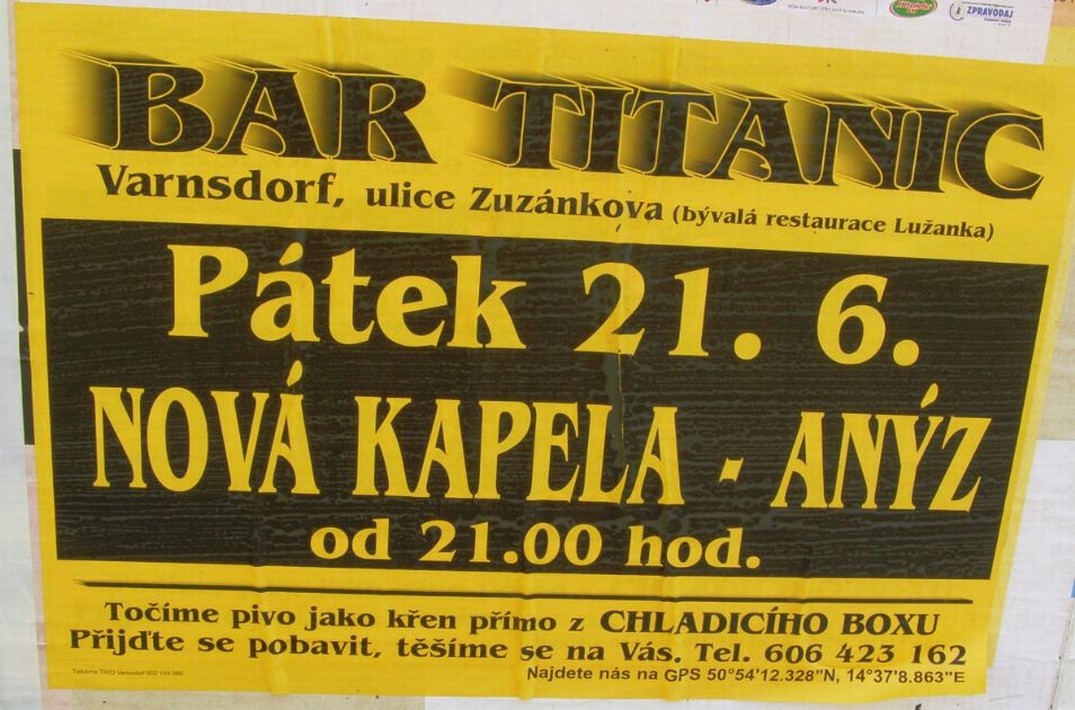 ZPRAVODAJ
BAR TITANIC
Varnsdorf, ulice Zuzánkova (bývalá restaurace Lužanka)
Pátek 21. 6.
NOVÁ KAPELA - ANÝZ
od 21.00 hod.
Točíme pivo jako křen přímo z CHLADICÍHO BOXU
Přijďte se pobavit, těšíme se na Vás. Tel. 606 423 162
Najdete nás na GPS 50°54'12.328"N, 14°37'8.863"E